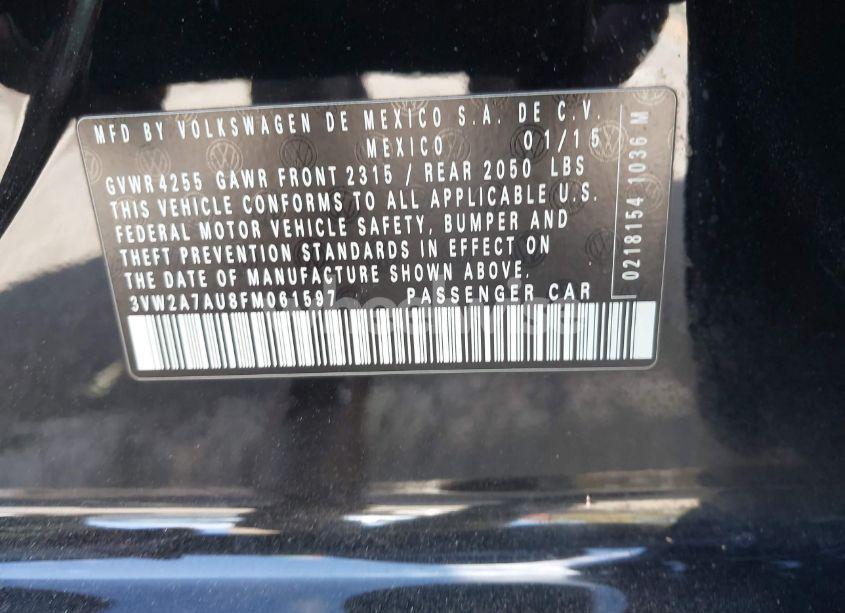 MFD BY VOLKSWAGEN DE MEXICO S.A. DE C.V.
MEXICO 01/15
GVWR4255 GAWR FRONT 2315 / REAR 2050 LBS
THIS VEHICLE CONFORMS TO ALL APPLICABLE U.S.
FEDERAL MOTOR VEHICLE SAFETY, BUMPER AND
THEFT PREVENTION STANDARDS IN EFFECT ON
THE DATE OF MANUFACTURE SHOWN ABOVE.
3VW2A7AU8FM061597 PASSENGER CAR
0218154 1036 M